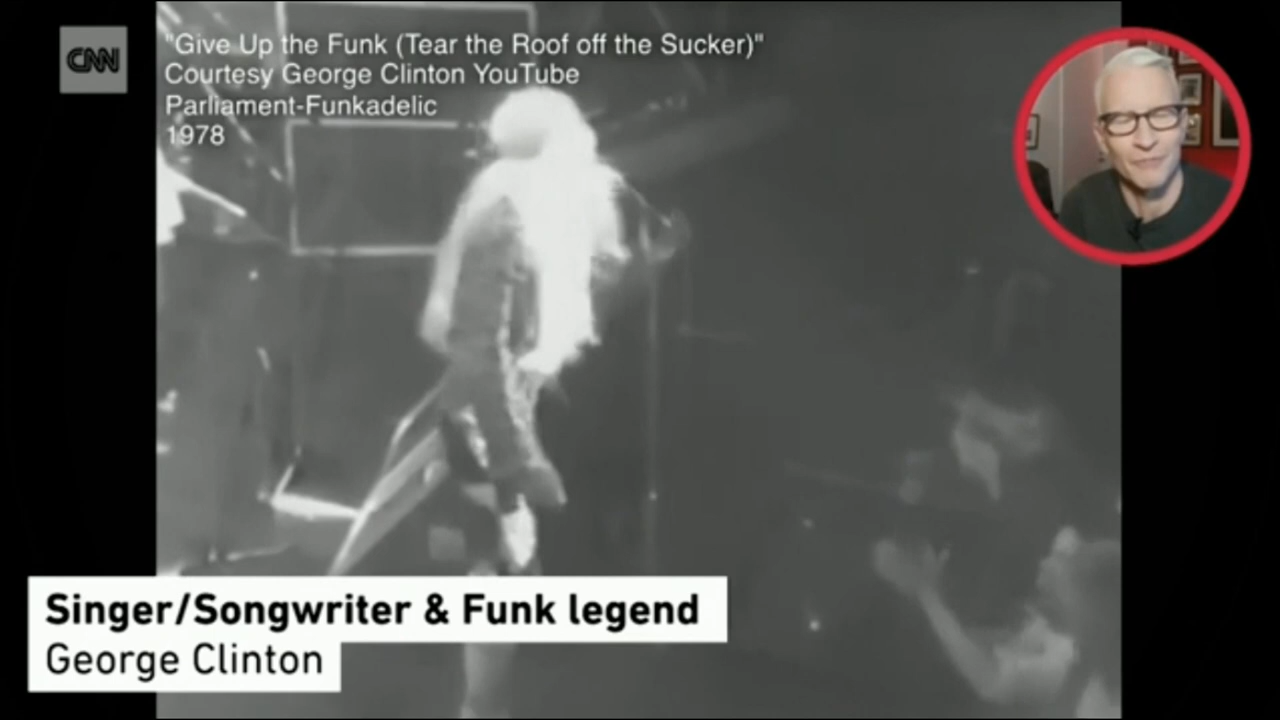 CNN
"Give Up the Funk (Tear the Roof off the Sucker)"
Courtesy George Clinton YouTube
Parliament-Funkadelic
1978
Singer/Songwriter & Funk legend
George Clinton